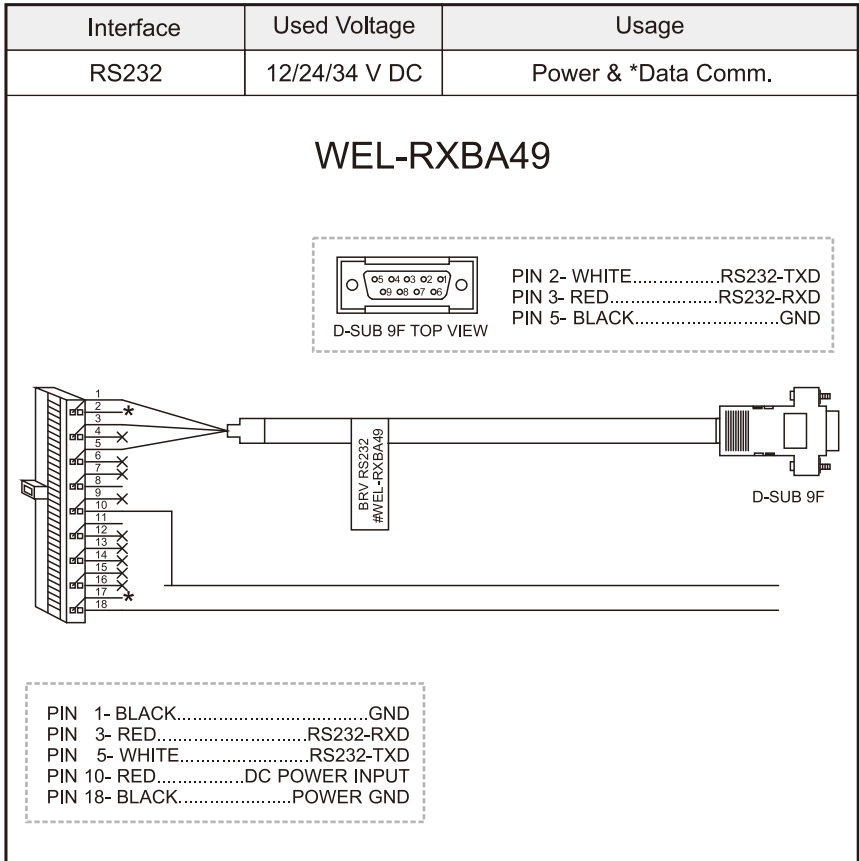 Interface Used Voltage Usage
RS232 12/24/34 V DC Power & *Data Comm.
WEL-RXBA49
o5 o4 o3 o2 o1
o9 o8 o7 o6
D-SUB 9F TOP VIEW
PIN 2- WHITE..............RS232-TXD
PIN 3- RED.................RS232-RXD
PIN 5- BLACK.........................GND
1
2
*
3
4
5
6
7
8
9
10
11
12
13
14
15
16
17
*
18
BRV RS232
#WEL-RXBA49
D-SUB 9F
PIN 1- BLACK.................................GND
PIN 3- RED..........................RS232-RXD
PIN 5- WHITE......................RS232-TXD
PIN 10- RED..............DC POWER INPUT
PIN 18- BLACK...................POWER GND